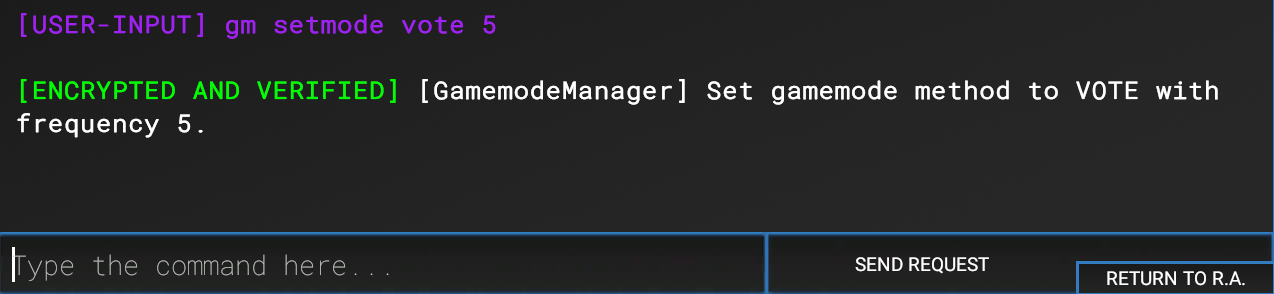 [USER-INPUT] gm setmode vote 5
[ENCRYPTED AND VERIFIED] [GamemodeManager] Set gamemode method to VOTE with
frequency 5.
Type the command here...
SEND REQUEST
RETURN TO R.A.